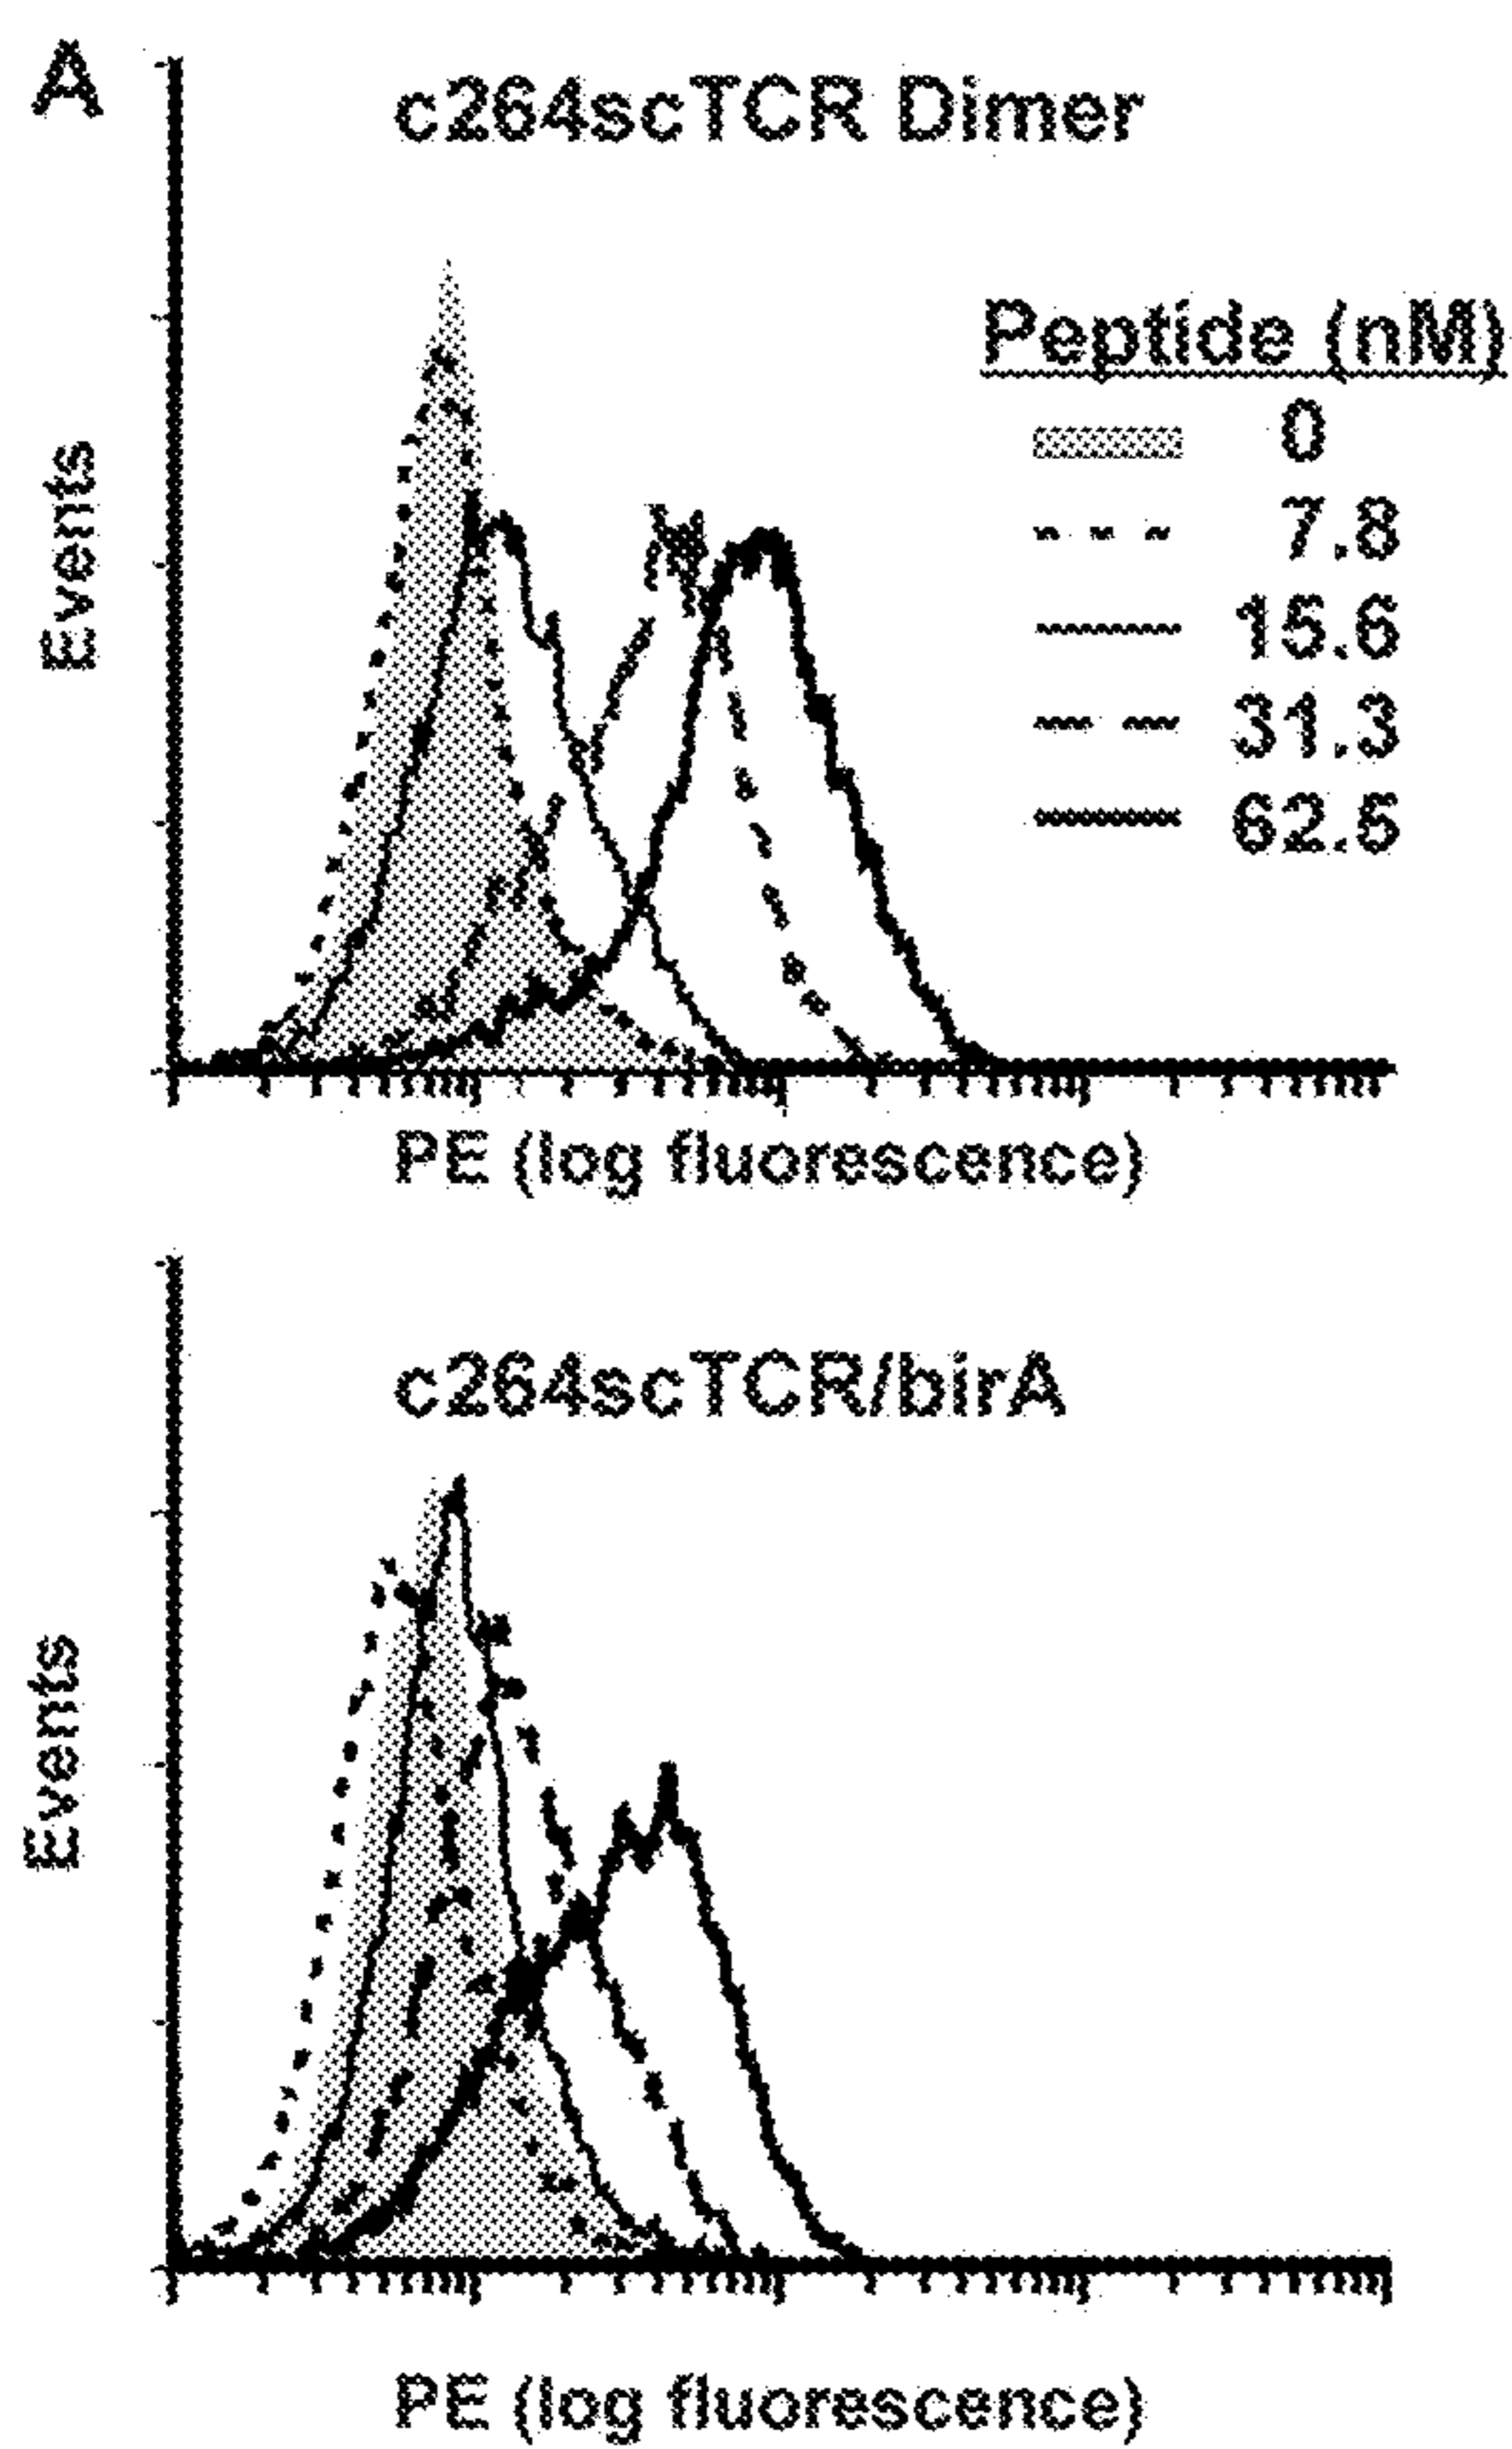 A
c264scTCR Dimer
Peptide (nM)
0
7.8
15.6
31.3
62.5
Events
PE (log fluorescence)
c264scTCR/birA
Events
PE (log fluorescence)